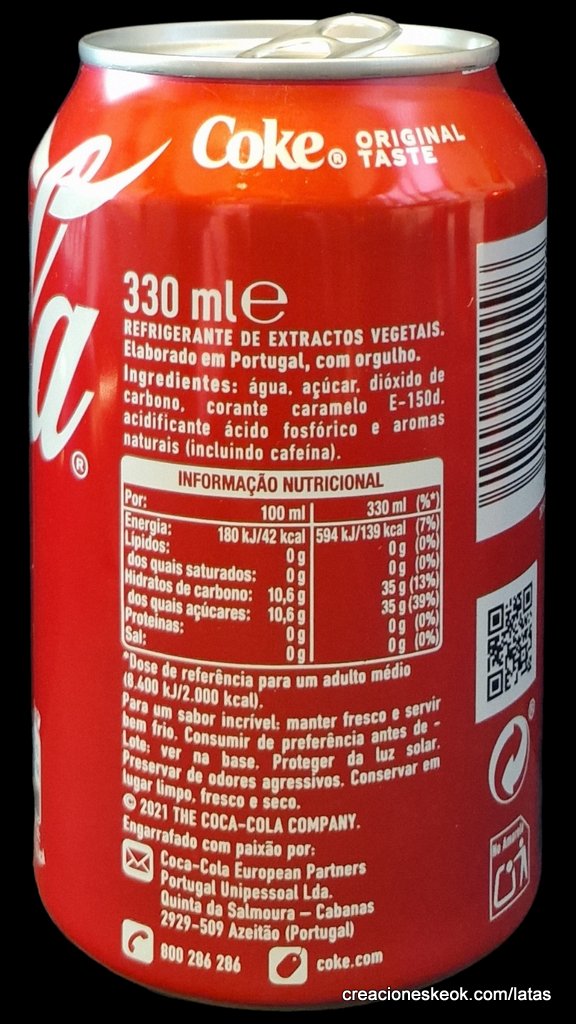 a®
Coke® ORIGINAL TASTE
330 ml e
REFRIGERANTE DE EXTRACTOS VEGETAIS.
Elaborado em Portugal, com orgulho.
Ingredientes: água, açúcar, dióxido de
carbono, corante caramelo E-150d,
acidificante ácido fosfórico e aromas
naturais (incluindo cafeína).
INFORMAÇÃO NUTRICIONAL
Por: 100 ml 330 ml (%*)
Energia: 180 kJ/42 kcal 594 kJ/139 kcal (7%)
Lípidos: 0 g 0 g (0%)
dos quais saturados: 0 g 0 g (0%)
Hidratos de carbono: 10,6 g 35 g (13%)
dos quais açúcares: 10,6 g 35 g (39%)
Proteínas: 0 g 0 g (0%)
Sal: 0 g 0 g (0%)
*Dose de referência para um adulto médio
(8.400 kJ/2.000 kcal).
Para um sabor incrível: manter fresco e servir
bem frio. Consumir de preferência antes de -
Lote: ver na base. Proteger da luz solar.
Preservar de odores agressivos. Conservar em
lugar limpo, fresco e seco.
© 2021 THE COCA-COLA COMPANY.
Engarrafado com paixão por:
Coca-Cola European Partners
Portugal Unipessoal Lda.
Quinta da Salmoura – Cabanas
2929-509 Azeitão (Portugal)
800 286 286 coke.com
No Amarelo
creacioneskeok.com/latas